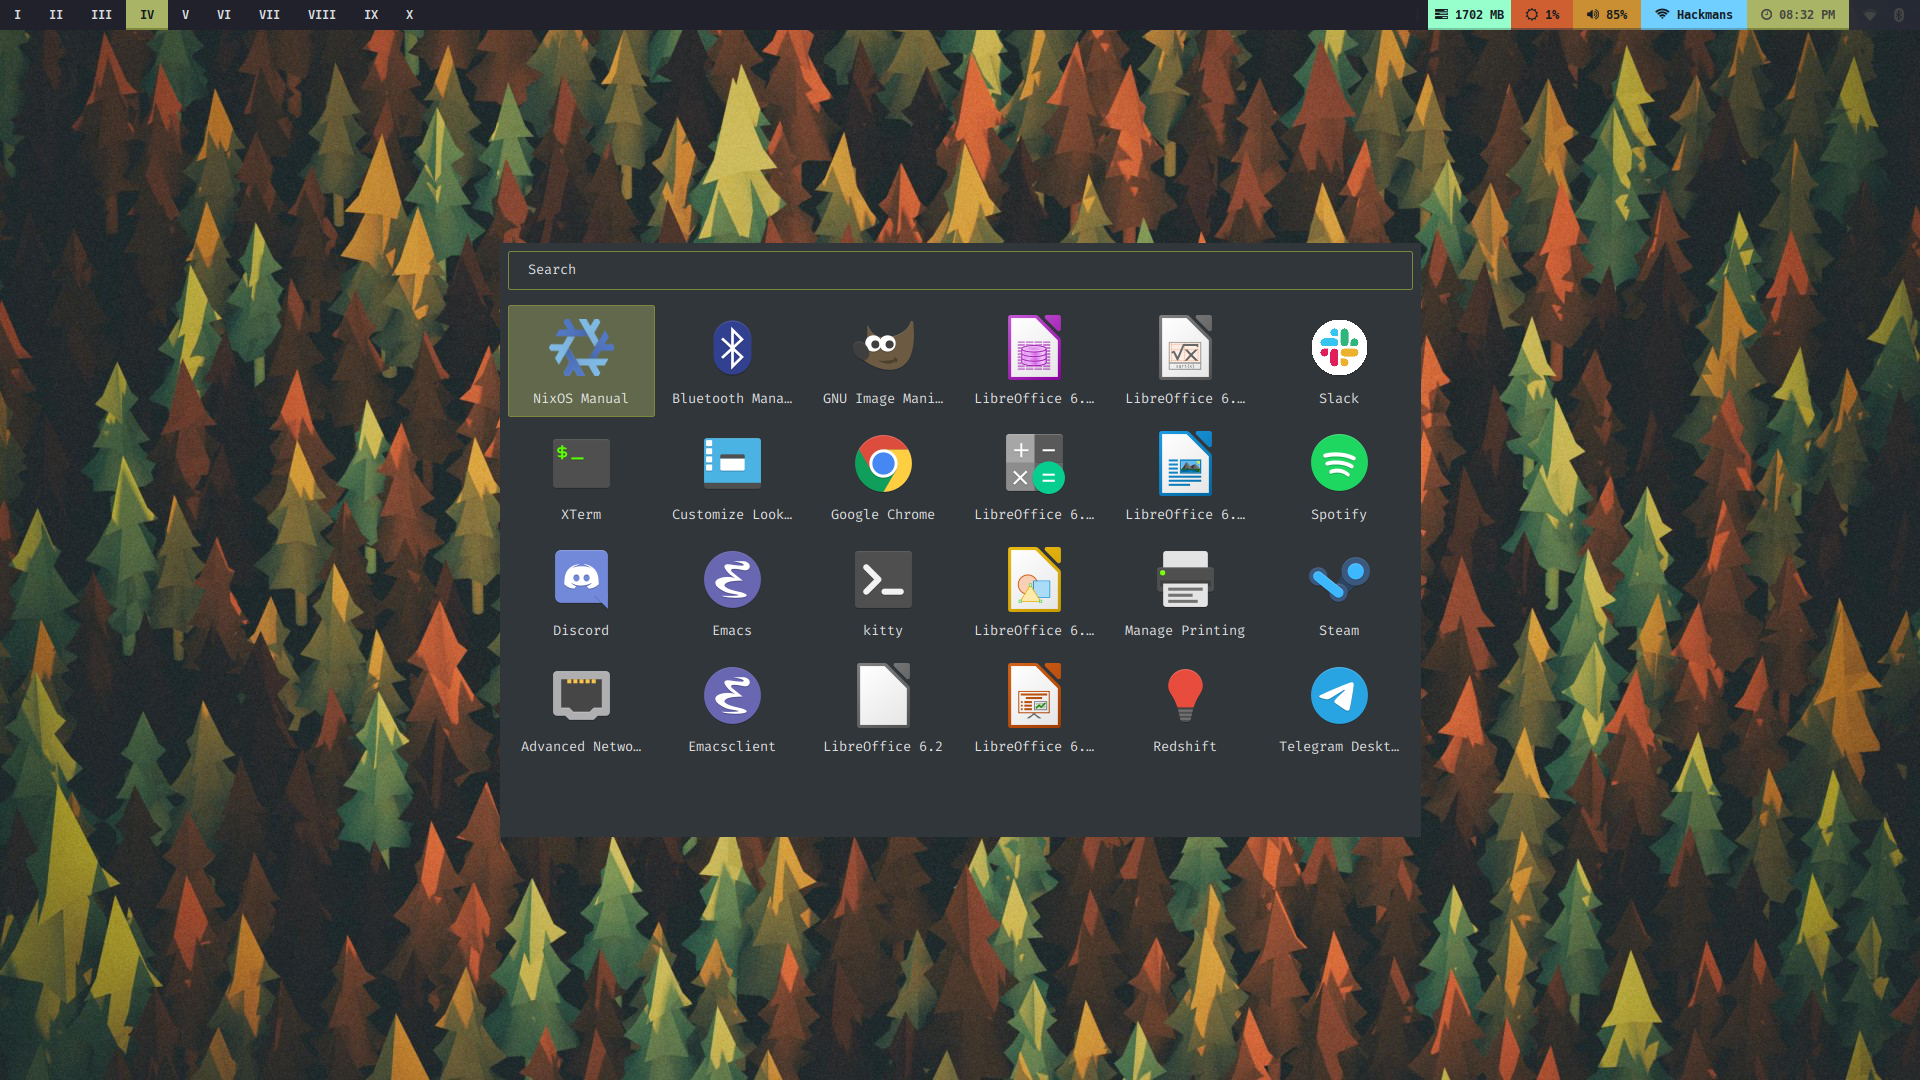 I II III IV V VI VII VIII IX X 1702 MB 1% 85% Hackmans 08:32 PM
Search
NixOS Manual Bluetooth Mana… GNU Image Mani… LibreOffice 6.… LibreOffice 6.… Slack
XTerm Customize Look… Google Chrome LibreOffice 6.… LibreOffice 6.… Spotify
Discord Emacs kitty LibreOffice 6.… Manage Printing Steam
Advanced Netwo… Emacsclient LibreOffice 6.2 LibreOffice 6.… Redshift Telegram Deskt…